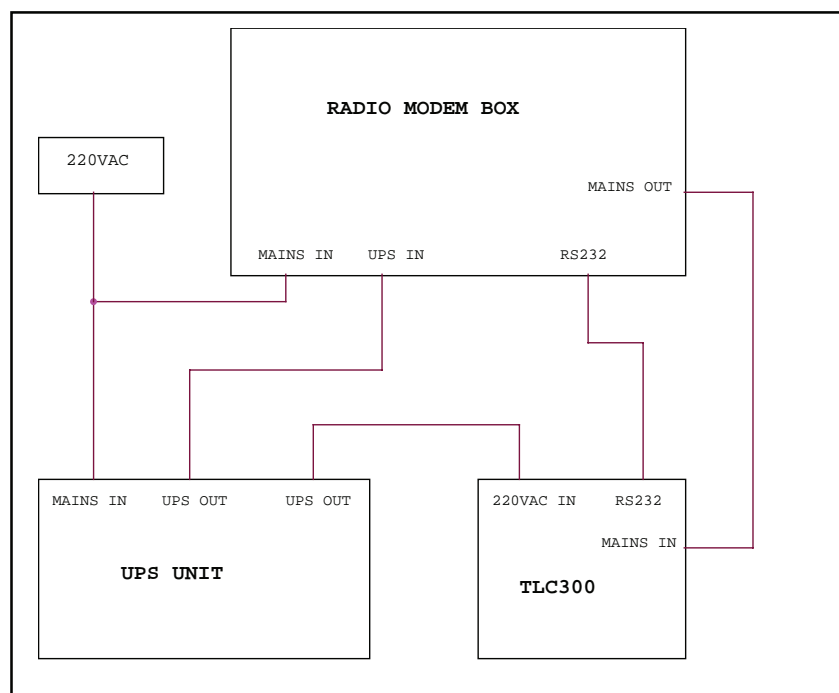 RADIO MODEM BOX
220VAC
MAINS OUT
MAINS IN UPS IN RS232
MAINS IN UPS OUT UPS OUT
220VAC IN RS232
MAINS IN
UPS UNIT
TLC300